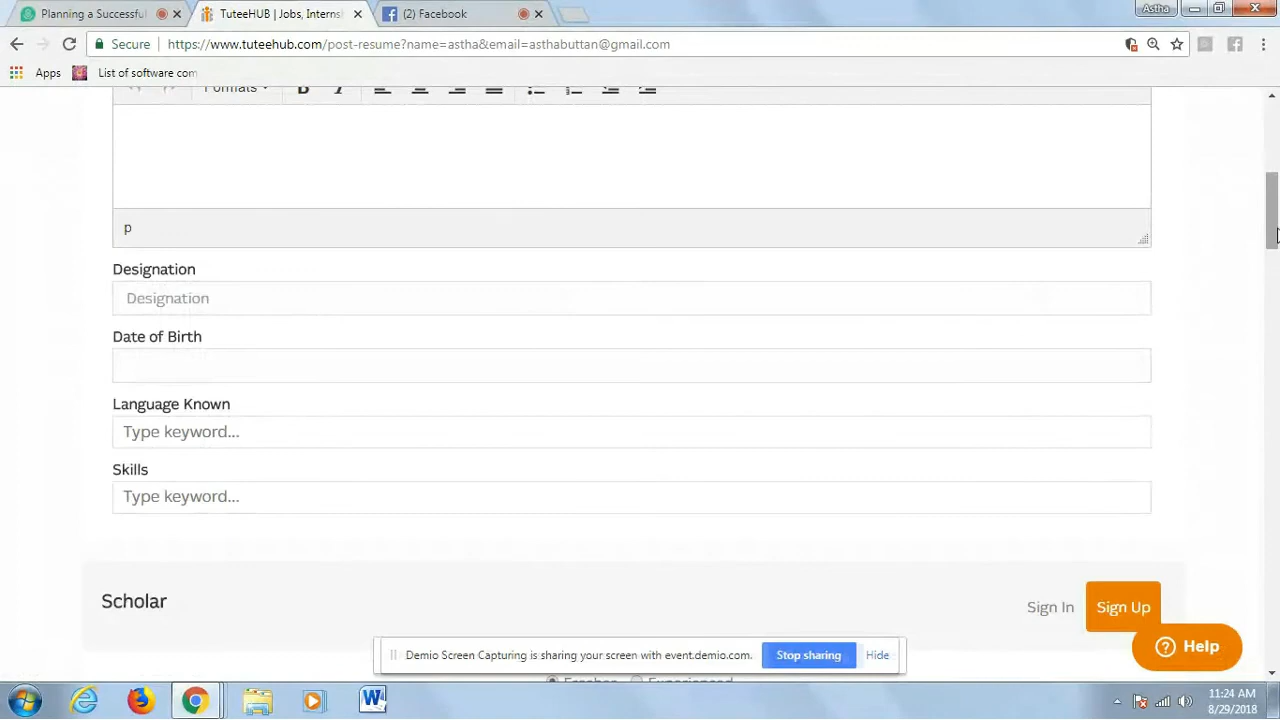 Planning a Successful
TuteeHUB | Jobs, Interns
(2) Facebook
Astha
Secure
https://www.tuteehub.com/post-resume?name=astha&email=asthabuttan@gmail.com
Apps
List of software com
Formats
B I
p
Designation
Designation
Date of Birth
Language Known
Type keyword...
Skills
Type keyword...
Scholar
Sign In
Sign Up
Help
Demio Screen Capturing is sharing your screen with event.demio.com.
Stop sharing
Hide
Fresher
Experienced
11:24 AM
8/29/2018